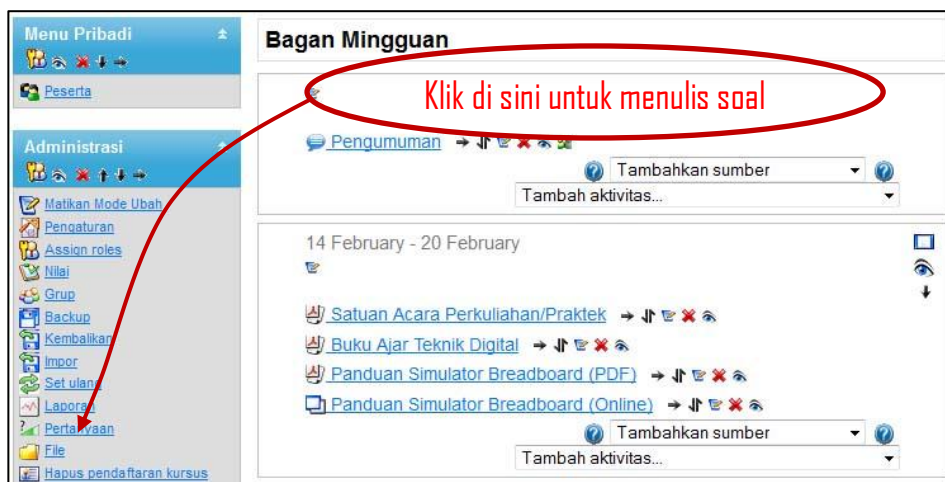 Menu Pribadi
Peserta
Administrasi
Matikan Mode Ubah
Pengaturan
Assign roles
Nilai
Grup
Backup
Kembalikan
Impor
Set ulang
Laporan
Pertanyaan
File
Hapus pendaftaran kursus
Bagan Mingguan
Klik di sini untuk menulis soal
Pengumuman
Tambahkan sumber
Tambah aktivitas...
14 February - 20 February
Satuan Acara Perkuliahan/Praktek
Buku Ajar Teknik Digital
Panduan Simulator Breadboard (PDF)
Panduan Simulator Breadboard (Online)
Tambahkan sumber
Tambah aktivitas...